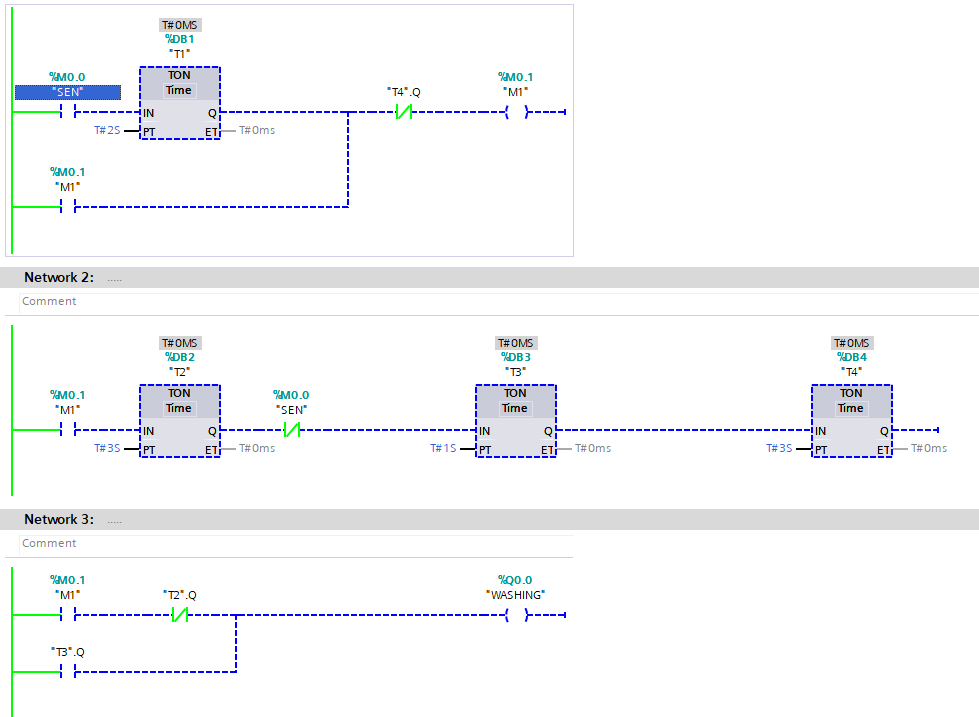 T#0MS
%DB1
"T1"
%M0.0
"SEN"
TON
Time
"T4".Q
%M0.1
"M1"
IN
Q
T#2S
PT
ET
T#0ms
%M0.1
"M1"
Network 2:
.....
Comment
T#0MS
%DB2
"T2"
T#0MS
%DB3
"T3"
T#0MS
%DB4
"T4"
%M0.1
"M1"
TON
Time
%M0.0
"SEN"
TON
Time
TON
Time
IN
Q
IN
Q
IN
Q
T#3S
PT
ET
T#0ms
T#1S
PT
ET
T#0ms
T#3S
PT
ET
T#0ms
Network 3:
.....
Comment
%M0.1
"M1"
"T2".Q
%Q0.0
"WASHING"
"T3".Q